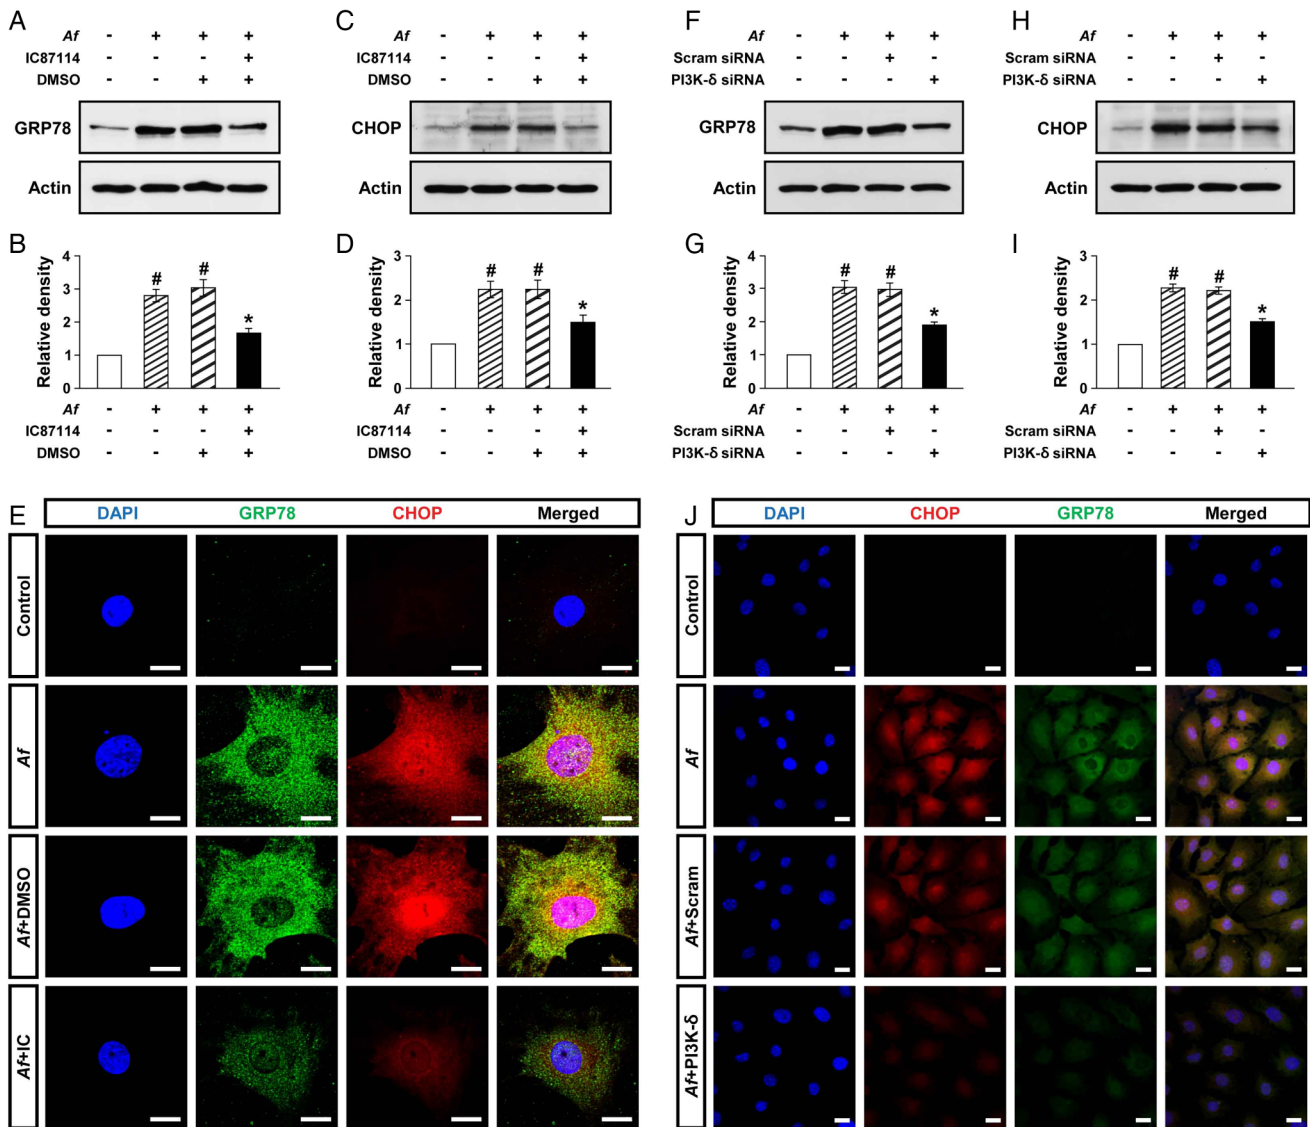 A
Af - + + +
IC87114 - - - +
DMSO - - + +
GRP78
Actin
B
Relative density
4
3
2
1
0
# # *
Af - + + +
IC87114 - - - +
DMSO - - + +
C
Af - + + +
IC87114 - - - +
DMSO - - + +
CHOP
Actin
D
Relative density
3
2
1
0
# # *
Af - + + +
IC87114 - - - +
DMSO - - + +
F
Af - + + +
Scram siRNA - - + -
PI3K-δ siRNA - - - +
GRP78
Actin
G
Relative density
4
3
2
1
0
# # *
Af - + + +
Scram siRNA - - + -
PI3K-δ siRNA - - - +
H
Af - + + +
Scram siRNA - - + -
PI3K-δ siRNA - - - +
CHOP
Actin
I
Relative density
3
2
1
0
# # *
Af - + + +
Scram siRNA - - + -
PI3K-δ siRNA - - - +
E
DAPI GRP78 CHOP Merged
Control
Af
Af+DMSO
Af+IC
J
DAPI CHOP GRP78 Merged
Control
Af
Af+Scram
Af+PI3K-δ